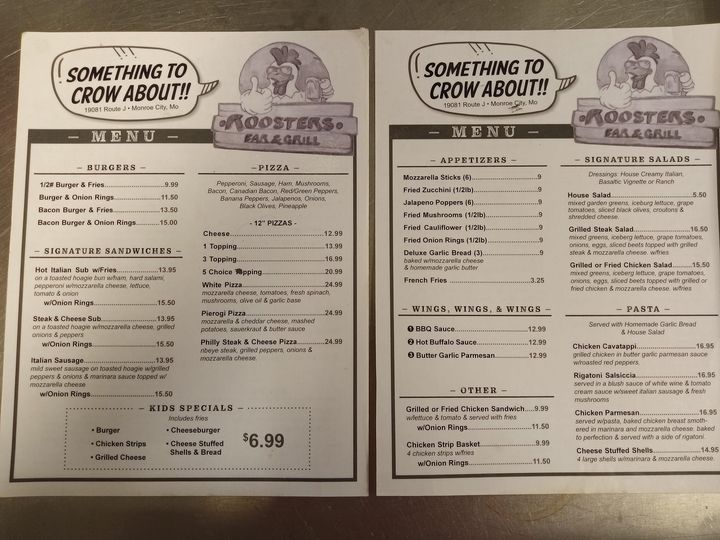 SOMETHING TO
CROW ABOUT!!
19081 Route J • Monroe City, Mo
ROOSTERS
BAR & GRILL
– MENU –
– BURGERS –
1/2# Burger & Fries....9.99
Burger & Onion Rings....11.50
Bacon Burger & Fries....13.50
Bacon Burger & Onion Rings....15.00
– SIGNATURE SANDWICHES –
Hot Italian Sub w/Fries....13.95
on a toasted hoagie bun w/ham, hard salami,
pepperoni w/mozzarella cheese, lettuce,
tomato & onion
w/Onion Rings....15.50
Steak & Cheese Sub....13.95
on a toasted hoagie w/mozzarella cheese, grilled
onions & peppers
w/Onion Rings....15.50
Italian Sausage....13.95
mild sweet sausage on toasted hoagie w/grilled
peppers & onions & marinara sauce topped w/
mozzarella cheese
w/Onion Rings....15.50
– PIZZA –
Pepperoni, Sausage, Ham, Mushrooms,
Bacon, Canadian Bacon, Red/Green Peppers,
Banana Peppers, Jalapenos, Onions,
Black Olives, Pineapple
- 12" PIZZAS -
Cheese....12.99
1 Topping....13.99
3 Topping....16.99
5 Choice Topping....20.99
White Pizza....24.99
mozzarella cheese, tomatoes, fresh spinach,
mushrooms, olive oil & garlic base
Pierogi Pizza....24.99
mozzarella & cheddar cheese, mashed
potatoes, sauerkraut & butter sauce
Philly Steak & Cheese Pizza....24.99
ribeye steak, grilled peppers, onions &
mozzarella cheese.
– KIDS SPECIALS –
Includes fries
• Burger
• Chicken Strips
• Grilled Cheese
• Cheeseburger
• Cheese Stuffed
Shells & Bread
$6.99
SOMETHING TO
CROW ABOUT!!
19081 Route J • Monroe City, Mo
ROOSTERS
BAR & GRILL
– MENU –
– APPETIZERS –
Mozzarella Sticks (6)....9
Fried Zucchini (1/2lb)....9
Jalapeno Poppers (6)....9
Fried Mushrooms (1/2lb)....9
Fried Cauliflower (1/2lb)....9
Fried Onion Rings (1/2lb)....9
Deluxe Garlic Bread (3)....9
baked w/mozzarella cheese
& homemade garlic butter
French Fries....3.25
– WINGS, WINGS, & WINGS –
❶ BBQ Sauce....12.99
❷ Hot Buffalo Sauce....12.99
❸ Butter Garlic Parmesan....12.99
– OTHER –
Grilled or Fried Chicken Sandwich....9.99
w/lettuce & tomato & served with fries
w/Onion Rings....11.50
Chicken Strip Basket....9.99
4 chicken strips w/fries
w/Onion Rings....11.50
– SIGNATURE SALADS –
Dressings: House Creamy Italian,
Basaltic Vignette or Ranch
House Salad....5.50
mixed garden greens, iceberg lettuce, grape
tomatoes, sliced black olives, croutons &
shredded cheese.
Grilled Steak Salad....16.50
mixed greens, iceberg lettuce, grape tomatoes,
onions, eggs, sliced beets topped with grilled
steak & mozzarella cheese. w/fries
Grilled or Fried Chicken Salad....15.50
mixed greens, iceberg lettuce, grape tomatoes,
onions, eggs, sliced beets topped with grilled or
fried chicken & mozzarella cheese. w/fries
– PASTA –
Served with Homemade Garlic Bread
& House Salad
Chicken Cavatappi....16.95
grilled chicken in butter garlic parmesan sauce
w/roasted red peppers.
Rigatoni Salsiccia....16.95
served in a blush sauce of white wine & tomato
cream sauce w/sweet italian sausage & fresh
mushrooms
Chicken Parmesan....16.95
served w/pasta, baked chicken breast smoth-
ered in marinara and mozzarella cheese. baked
to perfection & served with a side of rigatoni.
Cheese Stuffed Shells....14.95
4 large shells w/marinara & mozzarella cheese.